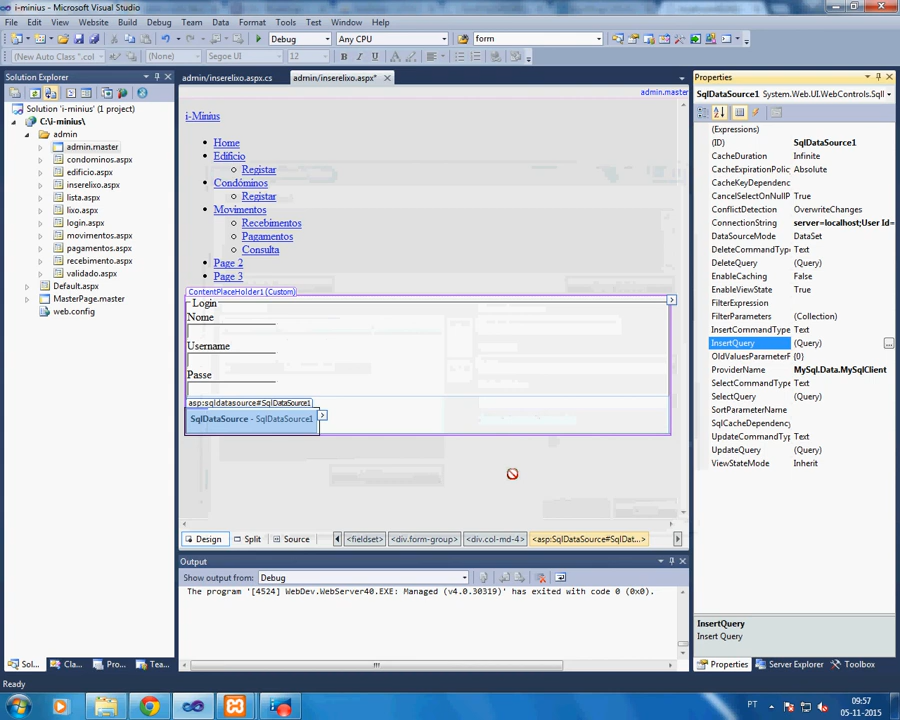 i-minius - Microsoft Visual Studio
File Edit View Website Build Debug Team Data Format Tools Test Window Help
Debug Any CPU form
(New Auto Class ".col (None) Segoe UI 12
Solution Explorer
Solution 'i-minius' (1 project)
C:\i-minius\
admin
admin.master
condominos.aspx
edificio.aspx
inserelixo.aspx
lista.aspx
lixo.aspx
login.aspx
movimentos.aspx
pagamentos.aspx
recebimento.aspx
validado.aspx
Default.aspx
MasterPage.master
web.config
Sol... Cla... Pro... Tea...
admin/inserelixo.aspx.cs admin/inserelixo.aspx*
admin.master
i-Minius
Home
Edificio
Registar
Condóminos
Registar
Movimentos
Recebimentos
Pagamentos
Consulta
Page 2
Page 3
ContentPlaceHolder1 (Custom)
Login
Nome
Username
Passe
asp:sqldatasource#SqlDataSource1
SqlDataSource - SqlDataSource1
Design Split Source <fieldset> <div.form-group> <div.col-md-4> <asp:SqlDataSource#SqlDat...>
Output
Show output from: Debug
The program '[4524] WebDev.WebServer40.EXE: Managed (v4.0.30319)' has exited with code 0 (0x0).
Properties
SqlDataSource1 System.Web.UI.WebControls.Sql
(Expressions)
(ID) SqlDataSource1
CacheDuration Infinite
CacheExpirationPolic Absolute
CacheKeyDependenc
CancelSelectOnNullP True
ConflictDetection OverwriteChanges
ConnectionString server=localhost;User Id=
DataSourceMode DataSet
DeleteCommandType Text
DeleteQuery (Query)
EnableCaching False
EnableViewState True
FilterExpression
FilterParameters (Collection)
InsertCommandType Text
InsertQuery (Query) ...
OldValuesParameterF {0}
ProviderName MySql.Data.MySqlClient
SelectCommandType Text
SelectQuery (Query)
SortParameterName
SqlCacheDependency
UpdateCommandType Text
UpdateQuery (Query)
ViewStateMode Inherit
InsertQuery
Insert Query
Properties Server Explorer Toolbox
Ready
PT 09:57
05-11-2015